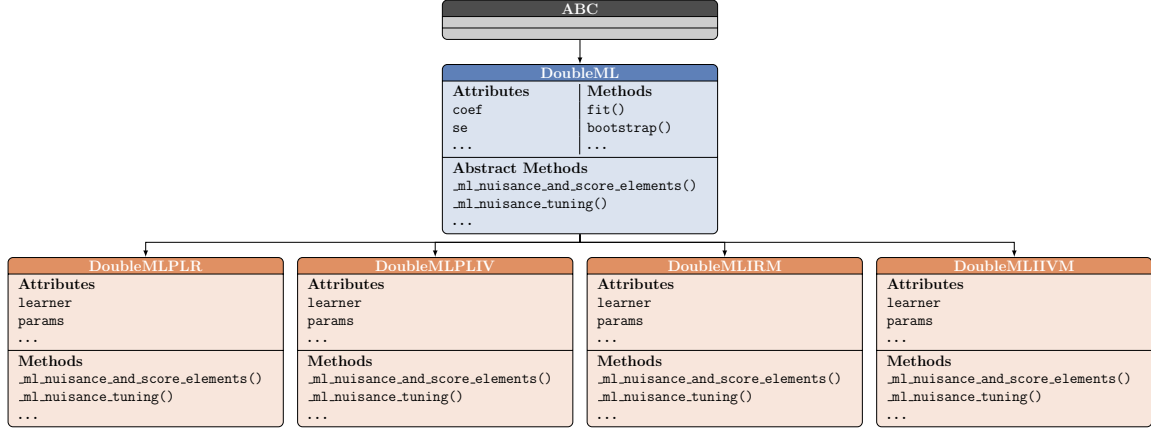 ABC
DoubleML
Attributes
coef
se
...
Methods
fit()
bootstrap()
...
Abstract Methods
_ml_nuisance_and_score_elements()
_ml_nuisance_tuning()
...
DoubleMLPLR
Attributes
learner
params
...
Methods
_ml_nuisance_and_score_elements()
_ml_nuisance_tuning()
...
DoubleMLPLIV
Attributes
learner
params
...
Methods
_ml_nuisance_and_score_elements()
_ml_nuisance_tuning()
...
DoubleMLIRM
Attributes
learner
params
...
Methods
_ml_nuisance_and_score_elements()
_ml_nuisance_tuning()
...
DoubleMLIIVM
Attributes
learner
params
...
Methods
_ml_nuisance_and_score_elements()
_ml_nuisance_tuning()
...